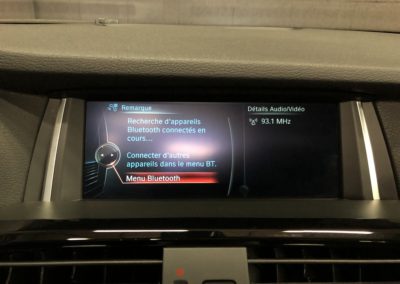 Remarque
Détails Audio/Vidéo
Recherche d'appareils
Bluetooth connectés en
cours...
93.1 MHz
Connecter d'autres
appareils dans le menu BT.
Menu Bluetooth